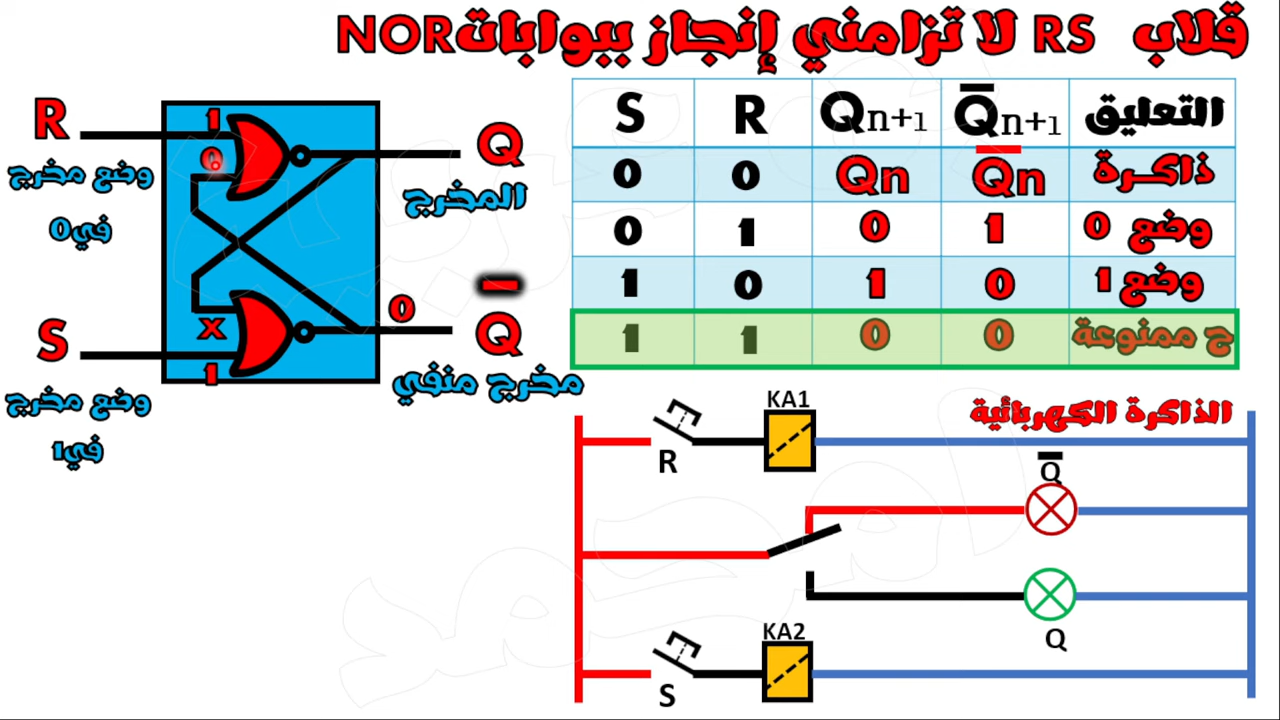 قلاب RS لا تزامني إنجاز ببواباتNOR
R
وضع مخرج
في0
1
0
S
وضع مخرج
في1
x
1
Q
المخرج
0
Q̅
مخرج منفي
S R Qn+1 Q̅n+1 التعليق
0 0 Qn Q̅n ذاكرة
0 1 0 1 وضع 0
1 0 1 0 وضع 1
1 1 0 0 ح ممنوعة
الذاكرة الكهربائية
KA1
R
Q̅
Q
KA2
S